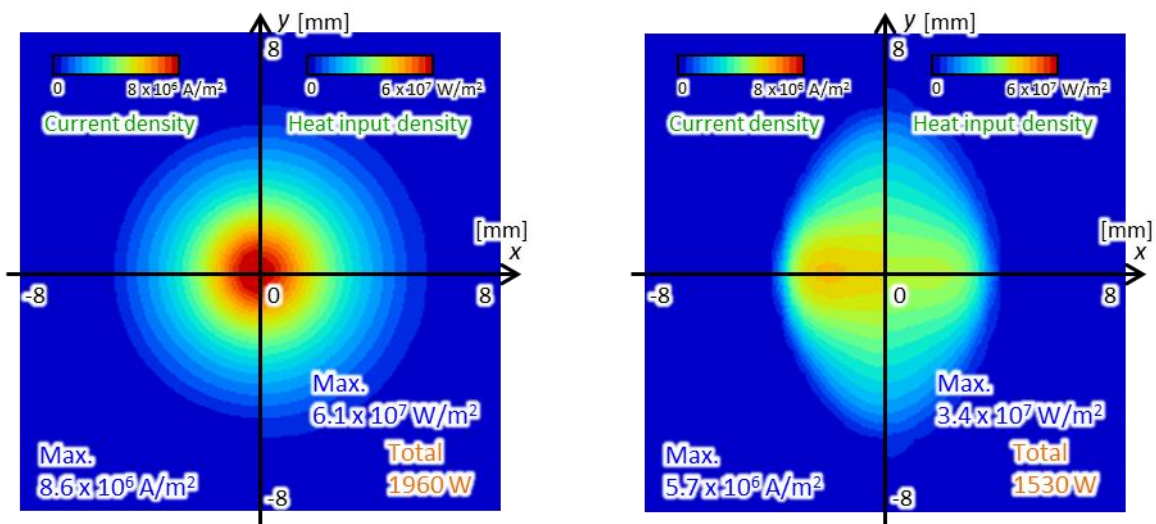 y [mm]
8
0
8 x 10⁶ A/m²
0
6 x 10⁷ W/m²
Current density
Heat input density
[mm]
x
-8
0
8
Max.
6.1 x 10⁷ W/m²
Max.
8.6 x 10⁶ A/m²
Total
1960 W
-8
y [mm]
8
0
8 x 10⁶ A/m²
0
6 x 10⁷ W/m²
Current density
Heat input density
[mm]
x
-8
0
8
Max.
3.4 x 10⁷ W/m²
Max.
5.7 x 10⁶ A/m²
Total
1530 W
-8